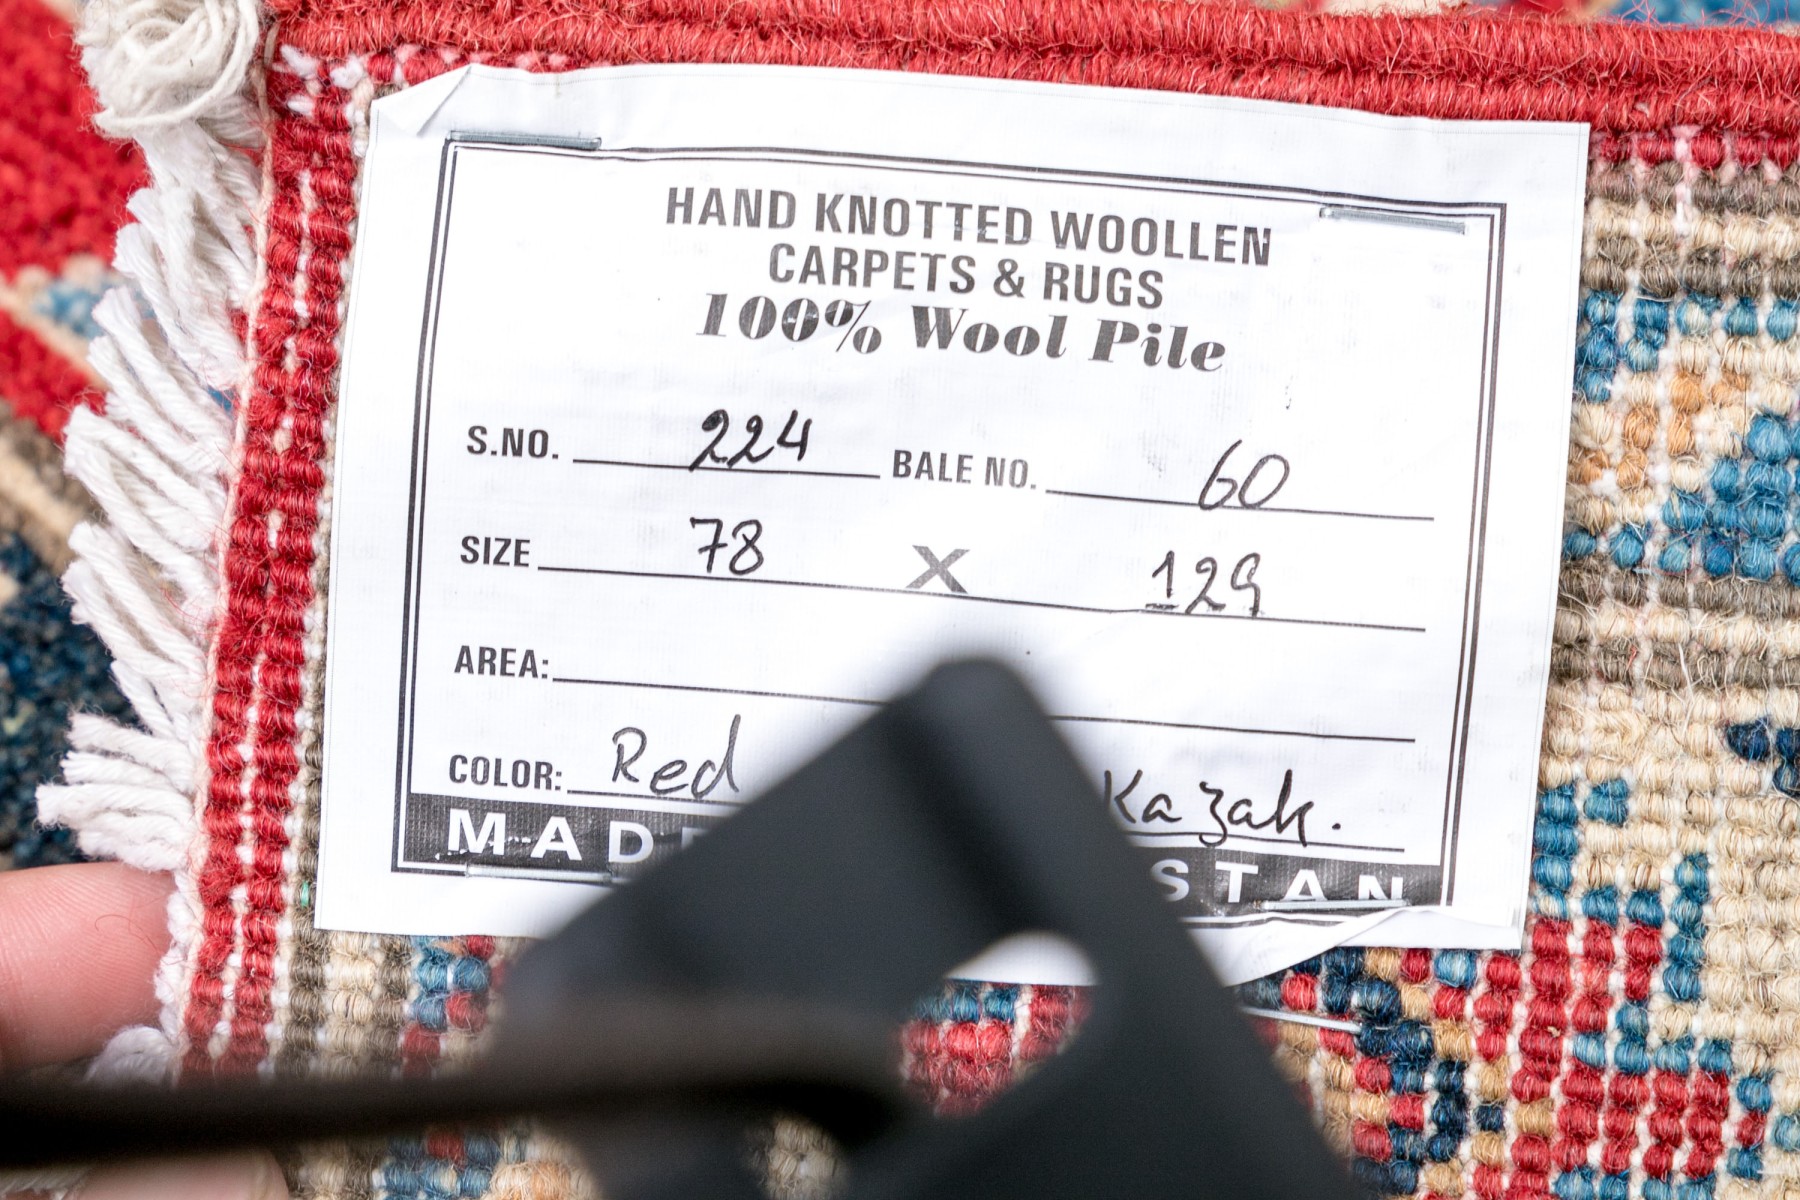 HAND KNOTTED WOOLLEN
CARPETS & RUGS
100% Wool Pile
S.NO. 224 BALE NO. 60
SIZE 78 X 129
AREA:
COLOR: Red Kazak.
MAD STAN